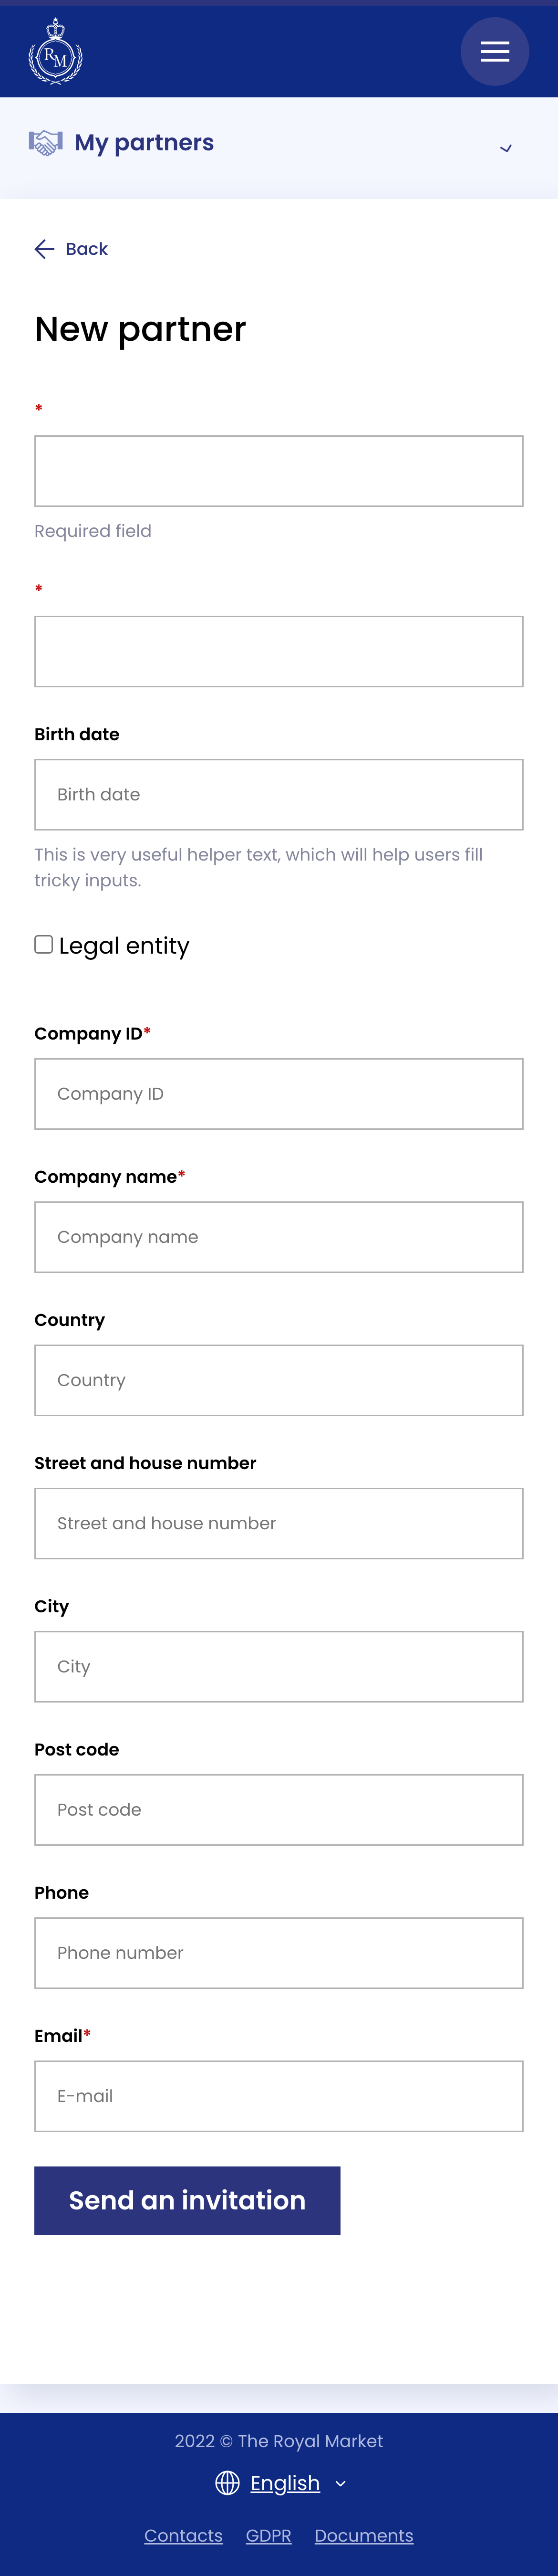 RM
My partners
Back
New partner
*
Required field
*
Birth date
Birth date
This is very useful helper text, which will help users fill
tricky inputs.
Legal entity
Company ID*
Company ID
Company name*
Company name
Country
Country
Street and house number
Street and house number
City
City
Post code
Post code
Phone
Phone number
Email*
E-mail
Send an invitation
2022 © The Royal Market
English
Contacts GDPR Documents